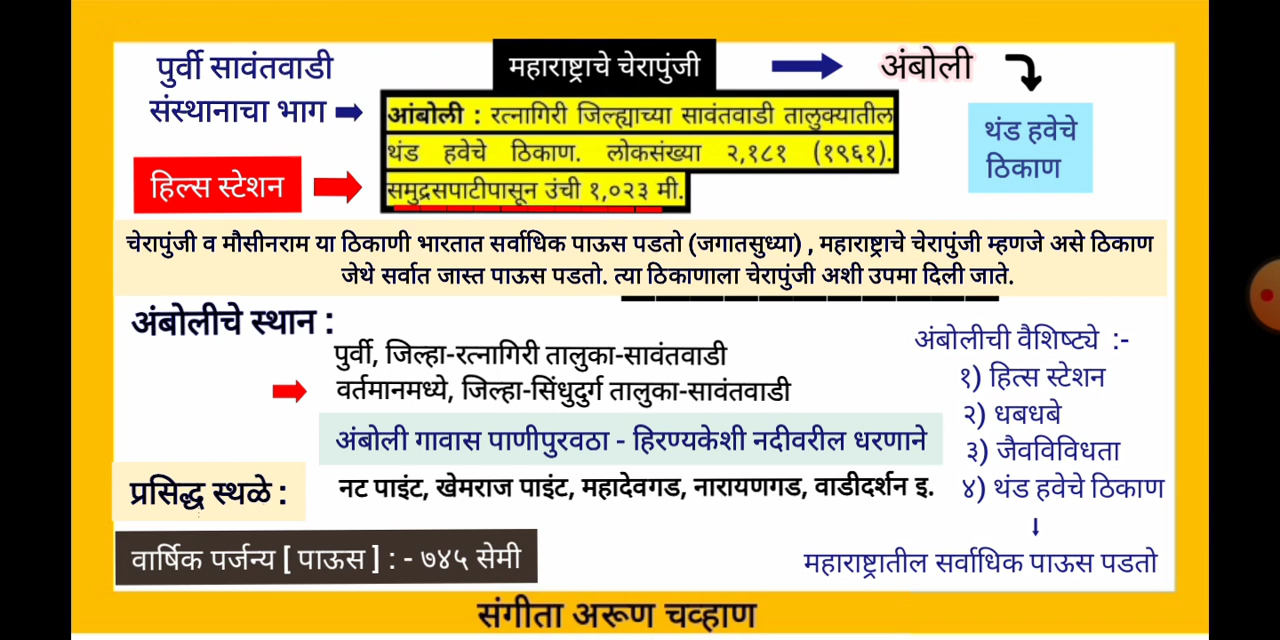 पुर्वी सावंतवाडी
संस्थानाचा भाग
महाराष्ट्राचे चेरापुंजी
अंबोली
थंड हवेचे
ठिकाण
आंबोली : रत्नागिरी जिल्ह्याच्या सावंतवाडी तालुक्यातील
थंड हवेचे ठिकाण. लोकसंख्या २,१८१ (१९६१).
समुद्रसपाटीपासून उंची १,०२३ मी.
हिल्स स्टेशन
चेरापुंजी व मौसीनराम या ठिकाणी भारतात सर्वाधिक पाऊस पडतो (जगातसुध्या) , महाराष्ट्राचे चेरापुंजी म्हणजे असे ठिकाण
जेथे सर्वात जास्त पाऊस पडतो. त्या ठिकाणाला चेरापुंजी अशी उपमा दिली जाते.
अंबोलीचे स्थान :
पुर्वी, जिल्हा-रत्नागिरी तालुका-सावंतवाडी
वर्तमानमध्ये, जिल्हा-सिंधुदुर्ग तालुका-सावंतवाडी
अंबोली गावास पाणीपुरवठा - हिरण्यकेशी नदीवरील धरणाने
प्रसिद्ध स्थळे :
नट पाइंट, खेमराज पाइंट, महादेवगड, नारायणगड, वाडीदर्शन इ.
वार्षिक पर्जन्य [ पाऊस ] : - ७४५ सेमी
अंबोलीची वैशिष्ट्ये :-
१) हित्स स्टेशन
२) धबधबे
३) जैवविविधता
४) थंड हवेचे ठिकाण
महाराष्ट्रातील सर्वाधिक पाऊस पडतो
संगीता अरूण चव्हाण